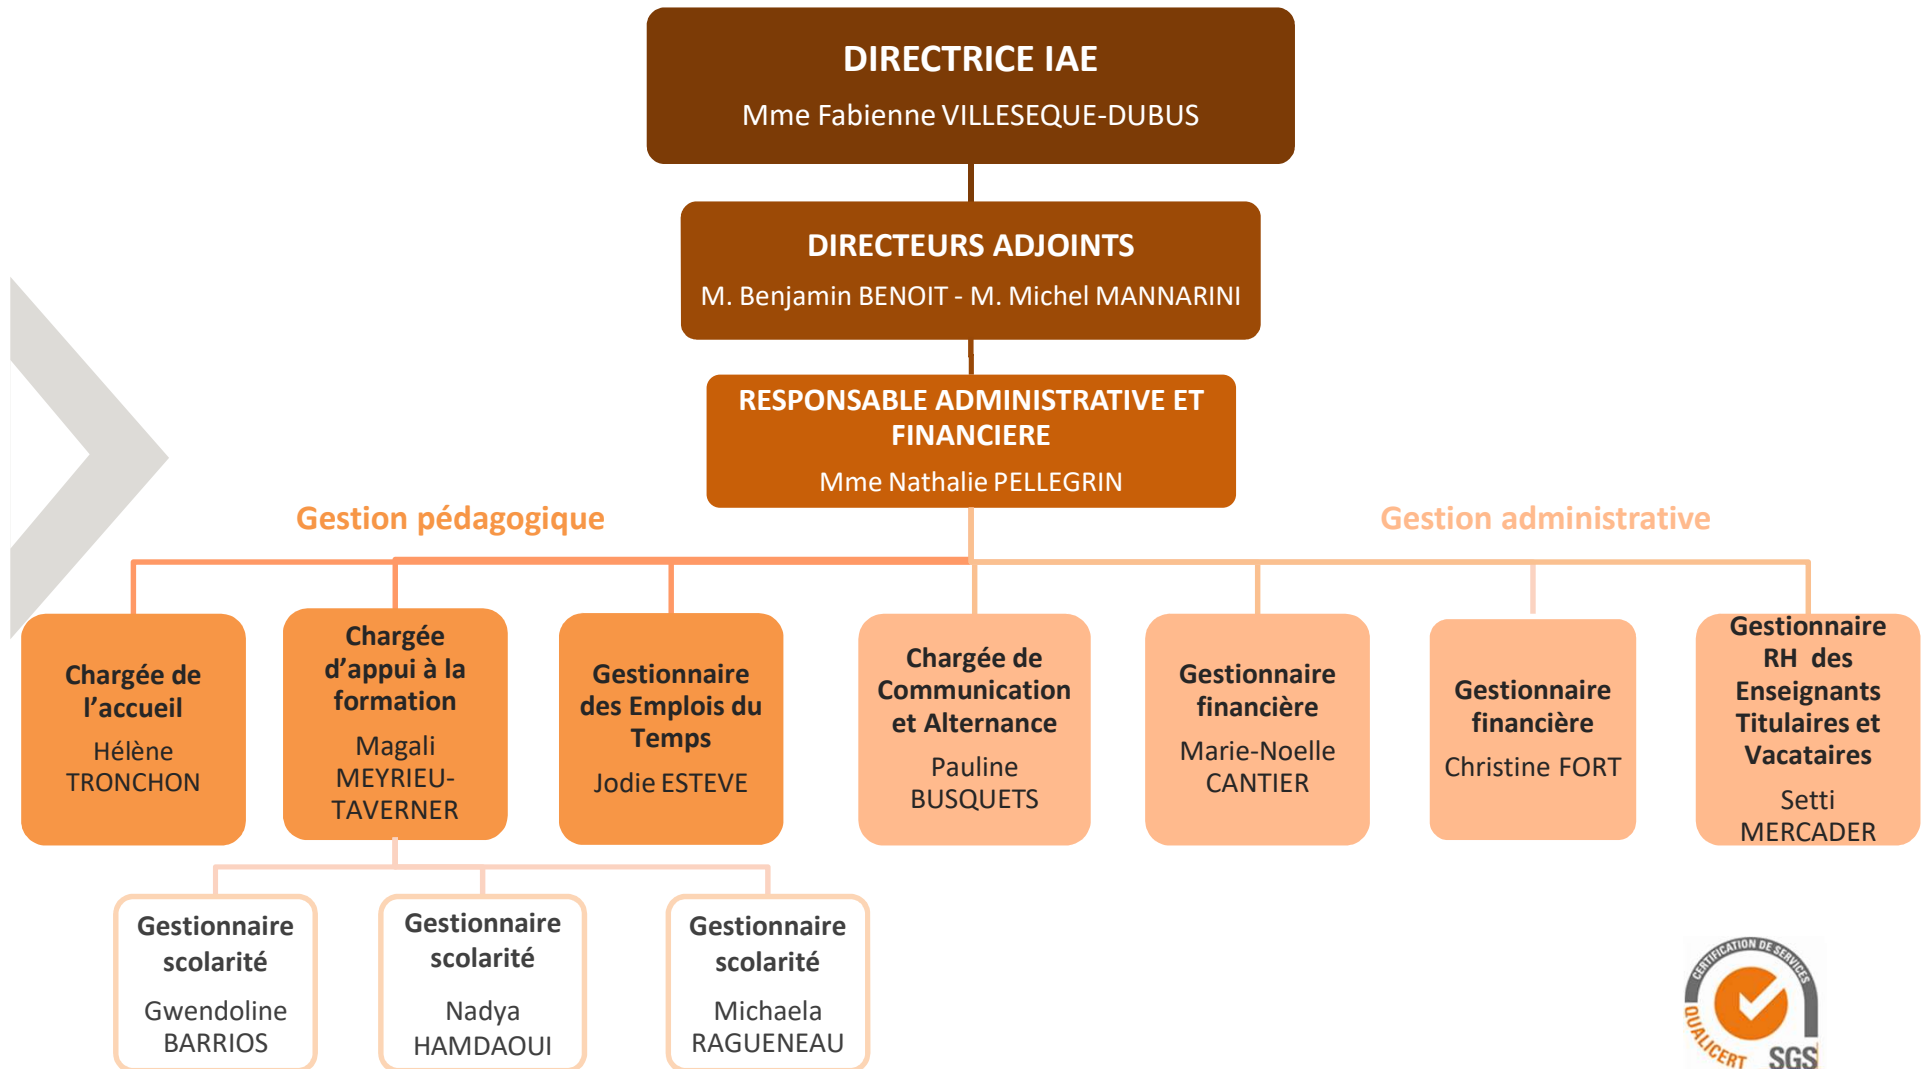 DIRECTRICE IAE
Mme Fabienne VILLESEQUE-DUBUS
DIRECTEURS ADJOINTS
M. Benjamin BENOIT - M. Michel MANNARINI
RESPONSABLE ADMINISTRATIVE ET
FINANCIERE
Mme Nathalie PELLEGRIN
Gestion pédagogique
Gestion administrative
Chargée de
l’accueil
Hélène
TRONCHON
Chargée
d’appui à la
formation
Magali
MEYRIEU-
TAVERNER
Gestionnaire
des Emplois du
Temps
Jodie ESTEVE
Chargée de
Communication
et Alternance
Pauline
BUSQUETS
Gestionnaire
financière
Marie-Noelle
CANTIER
Gestionnaire
financière
Christine FORT
Gestionnaire
RH des
Enseignants
Titulaires et
Vacataires
Setti
MERCADER
Gestionnaire
scolarité
Gwendoline
BARRIOS
Gestionnaire
scolarité
Nadya
HAMDAOUI
Gestionnaire
scolarité
Michaela
RAGUENEAU
CERTIFICATION DE SERVICES
QUALICERT
SGS